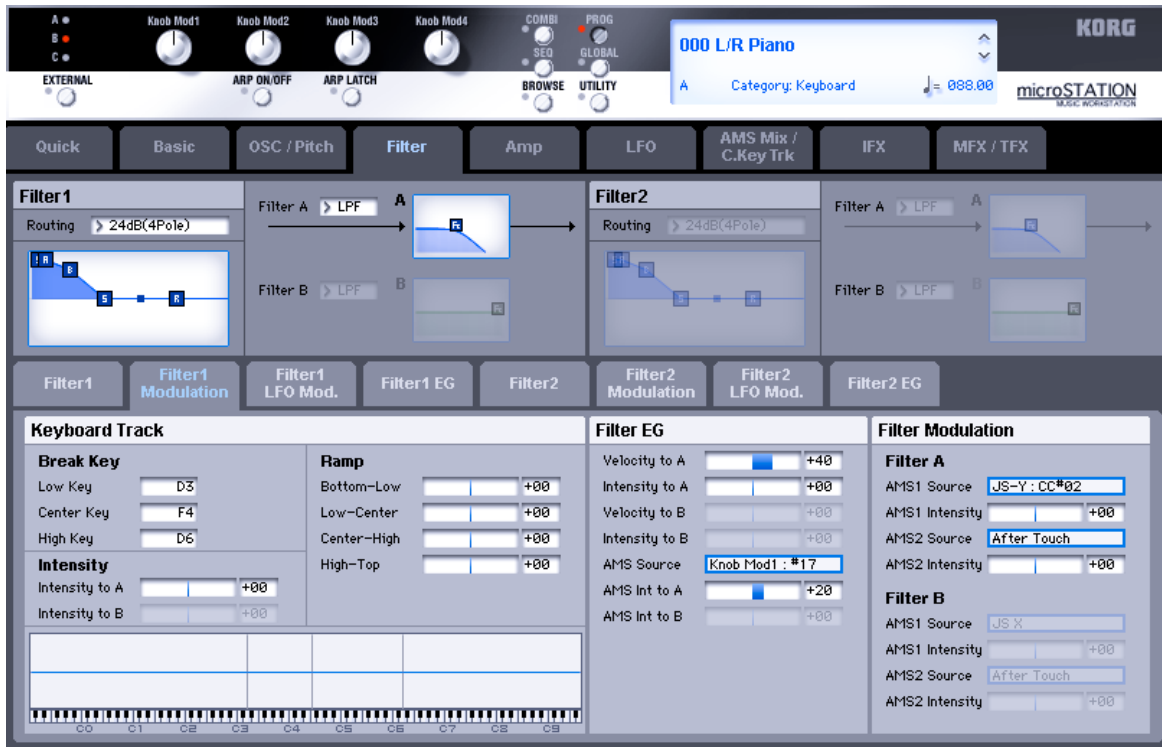 A Knob Mod1 Knob Mod2 Knob Mod3 Knob Mod4 COMBI PROG
B
C
SEQ GLOBAL
EXTERNAL ARP ON/OFF ARP LATCH BROWSE UTILITY
000 L/R Piano
A Category: Keyboard ♩= 088.00
KORG
microSTATION
MUSIC WORKSTATION
Quick Basic OSC / Pitch Filter Amp LFO AMS Mix / C.Key Trk IFX MFX / TFX
Filter1
Routing 24dB(4Pole)
A B S R
Filter A LPF A
Fc
Filter B LPF B
Fc
Filter2
Routing 24dB(4Pole)
Filter A LPF A
Fc
Filter B LPF B
Fc
Filter1 Filter1 Modulation Filter1 LFO Mod. Filter1 EG Filter2 Filter2 Modulation Filter2 LFO Mod. Filter2 EG
Keyboard Track
Break Key
Low Key D3
Center Key F4
High Key D6
Intensity
Intensity to A +00
Intensity to B +00
Ramp
Bottom-Low +00
Low-Center +00
Center-High +00
High-Top +00
C0 C1 C2 C3 C4 C5 C6 C7 C8 C9
Filter EG
Velocity to A +40
Intensity to A +00
Velocity to B +00
Intensity to B +00
AMS Source Knob Mod1 : #17
AMS Int to A +20
AMS Int to B +00
Filter Modulation
Filter A
AMS1 Source JS-Y : CC#02
AMS1 Intensity +00
AMS2 Source After Touch
AMS2 Intensity +00
Filter B
AMS1 Source JS X
AMS1 Intensity +00
AMS2 Source After Touch
AMS2 Intensity +00